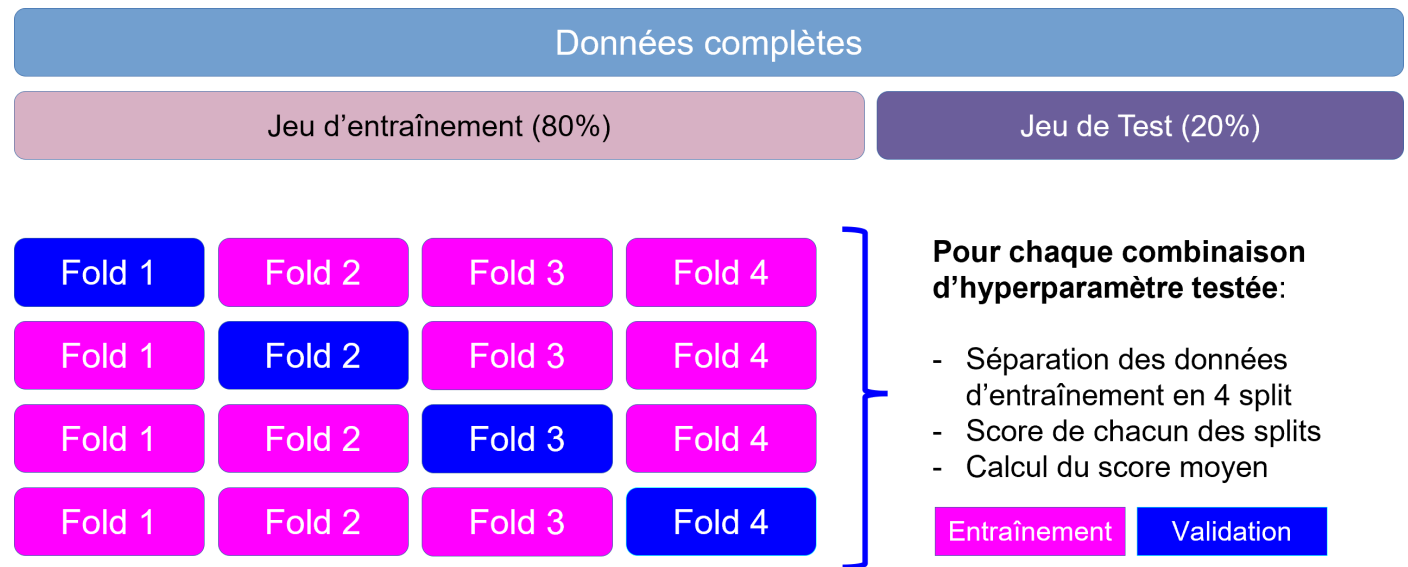 Données complètes
Jeu d'entraînement (80%)
Jeu de Test (20%)
Fold 1 Fold 2 Fold 3 Fold 4
Fold 1 Fold 2 Fold 3 Fold 4
Fold 1 Fold 2 Fold 3 Fold 4
Fold 1 Fold 2 Fold 3 Fold 4
Pour chaque combinaison
d'hyperparamètre testée:
- Séparation des données
d'entraînement en 4 split
- Score de chacun des splits
- Calcul du score moyen
Entraînement
Validation